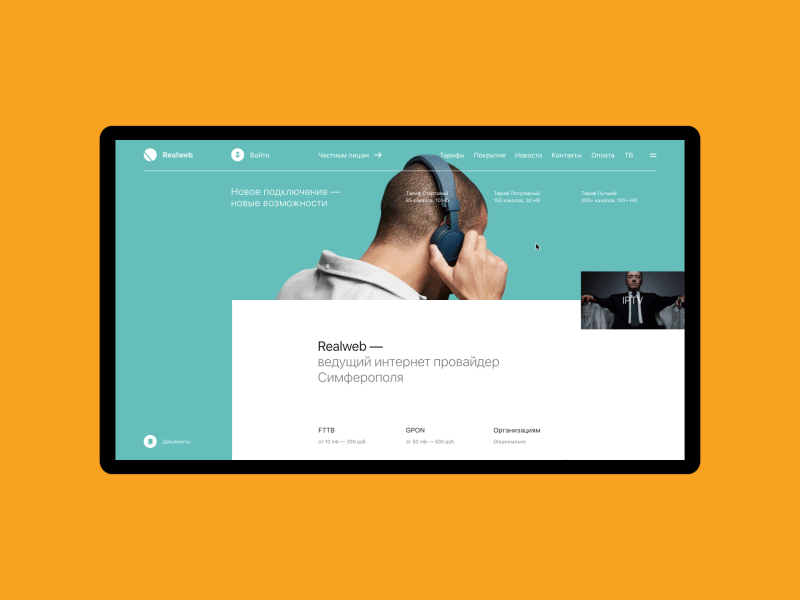 Realweb
Войти
Частным лицам
Тарифы
Покрытие
Новости
Контакты
Оплата
ТВ
Новое подключение —
новые возможности
Тариф Стартовый
65 каналов, 10 HD
Тариф Популярный
150 каналов, 30 HD
Тариф Лучший
200+ каналов, 100+ HD
IPTV
Realweb —
ведущий интернет провайдер
Симферополя
FTTB
от 10 mb — 300 руб.
GPON
от 50 mb — 500 руб.
Организациям
Опционально
Документы